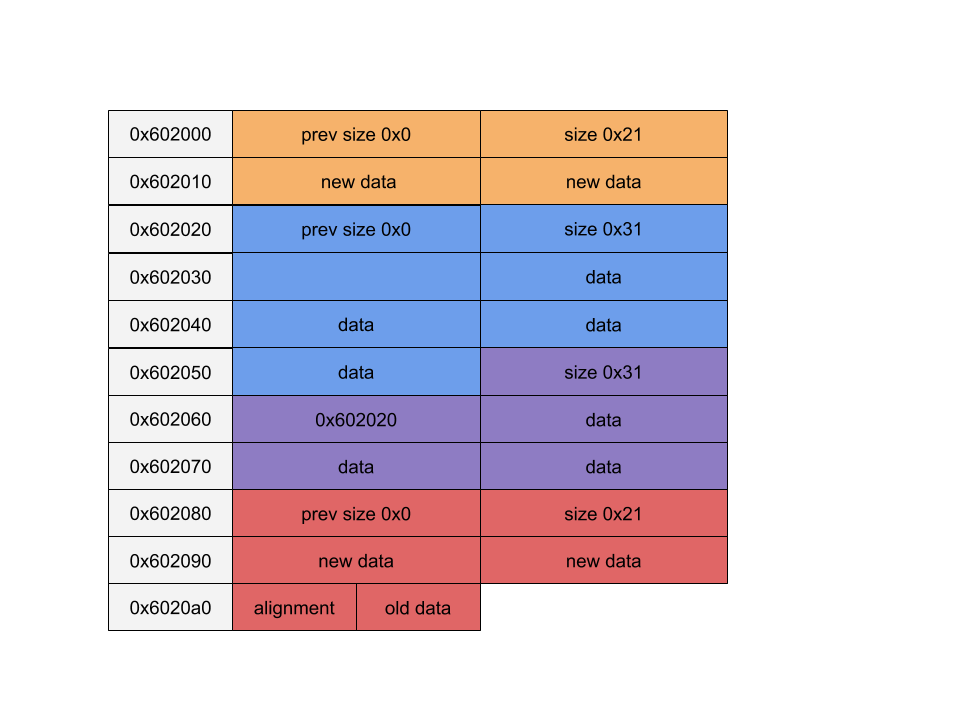 0x602000 prev size 0x0 size 0x21
0x602010 new data new data
0x602020 prev size 0x0 size 0x31
0x602030 data
0x602040 data data
0x602050 data size 0x31
0x602060 0x602020 data
0x602070 data data
0x602080 prev size 0x0 size 0x21
0x602090 new data new data
0x6020a0 alignment old data